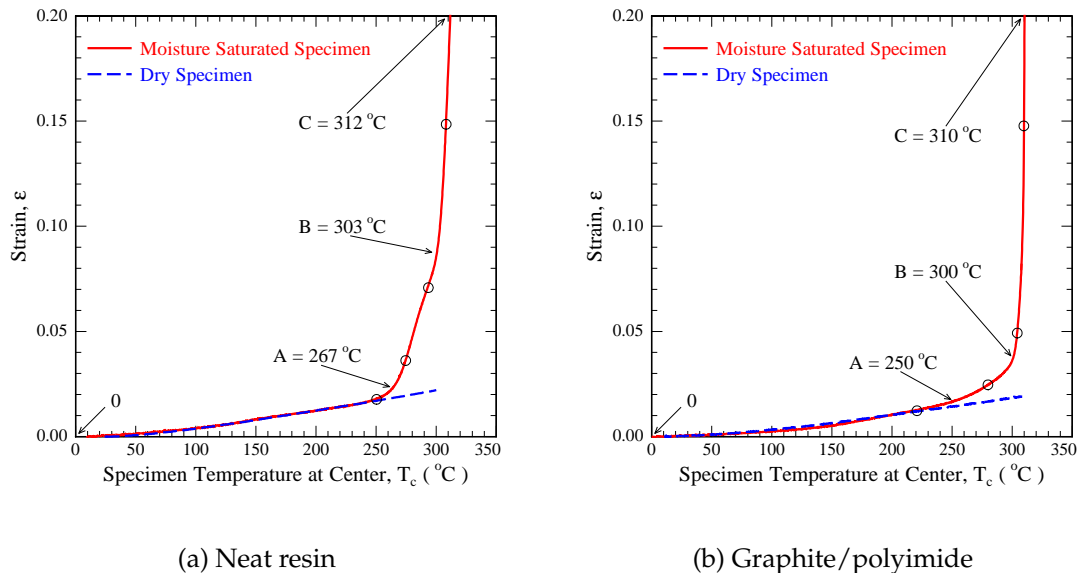 0.20
0.15
0.10
0.05
0.00
Strain, ε
Moisture Saturated Specimen
Dry Specimen
C = 312 °C
B = 303 °C
A = 267 °C
0
0 50 100 150 200 250 300 350
Specimen Temperature at Center, T_c ( °C )
(a) Neat resin
0.20
0.15
0.10
0.05
0.00
Strain, ε
Moisture Saturated Specimen
Dry Specimen
C = 310 °C
B = 300 °C
A = 250 °C
0
0 50 100 150 200 250 300 350
Specimen Temperature at Center, T_c ( °C )
(b) Graphite/polyimide